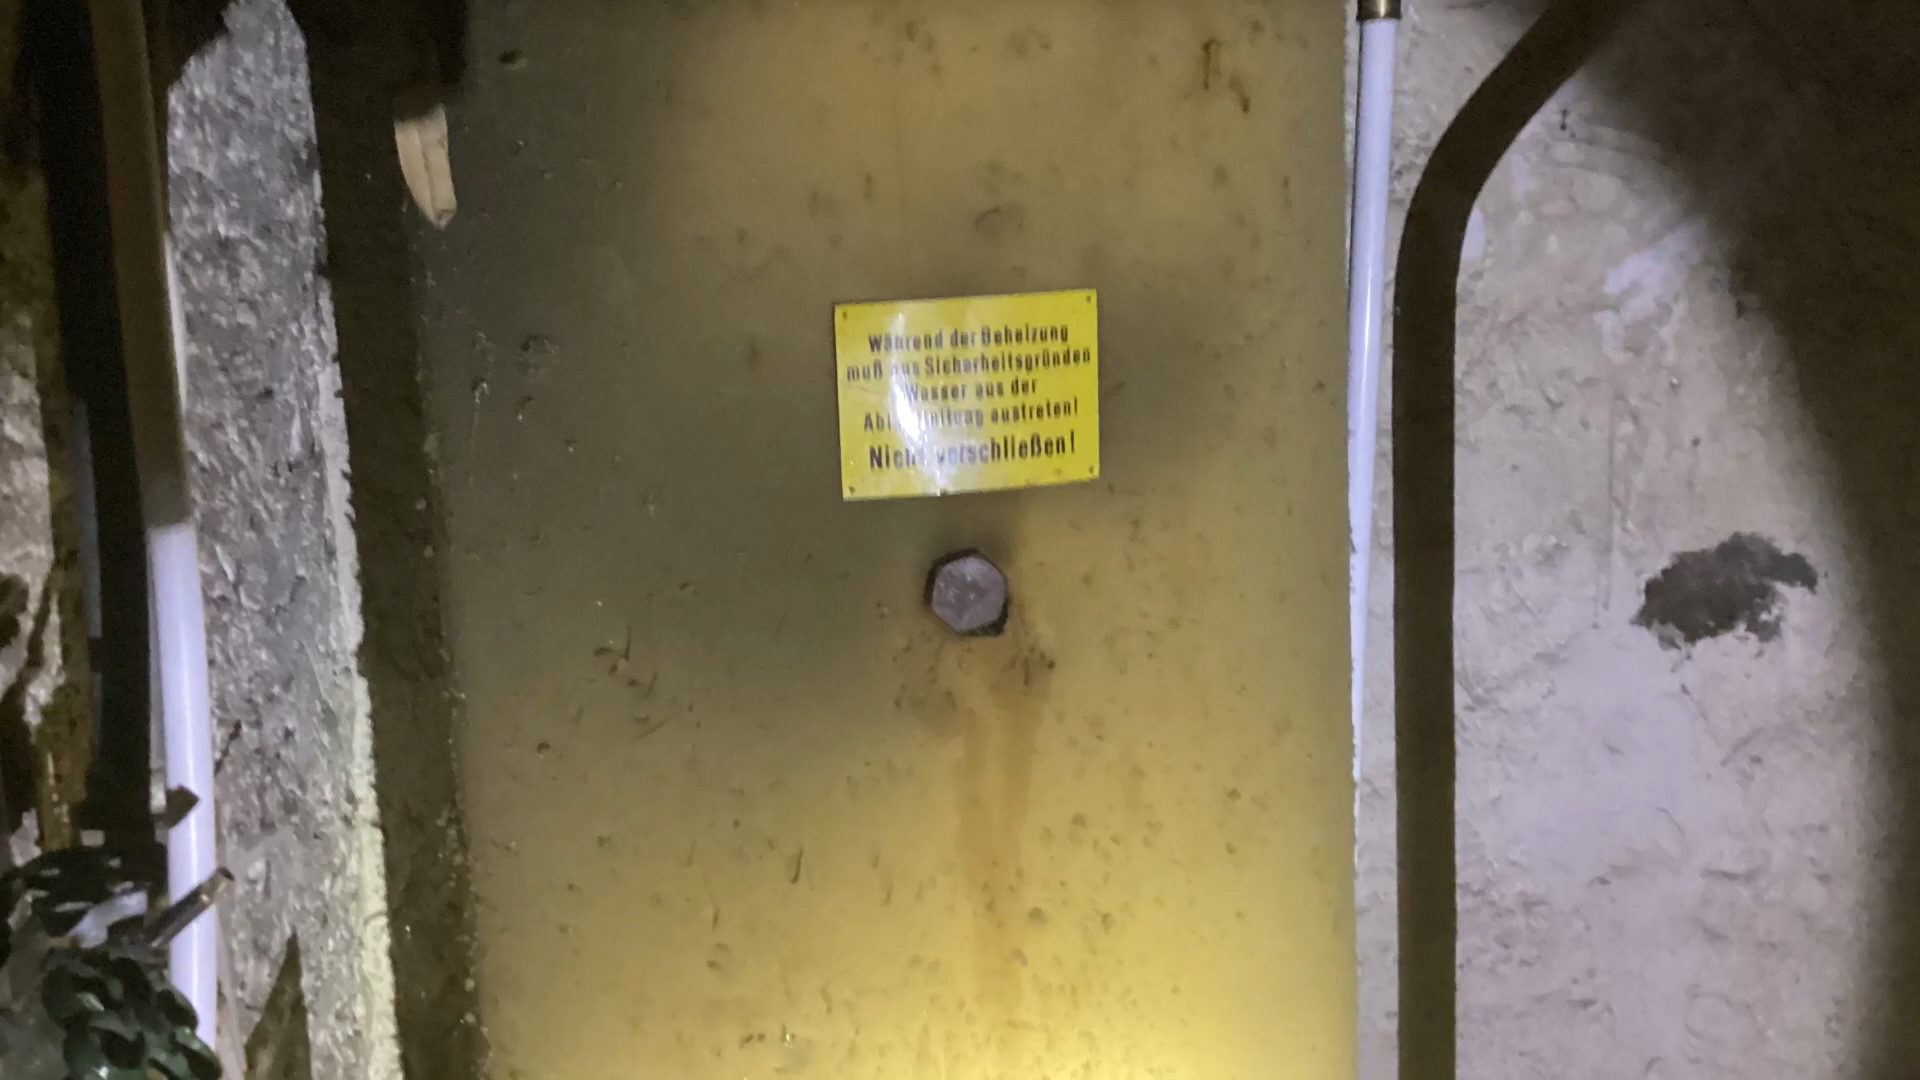 Während der Beheizung
muß aus Sicherheitsgründen
Wasser aus der
austreten!
Nicht verschließen!